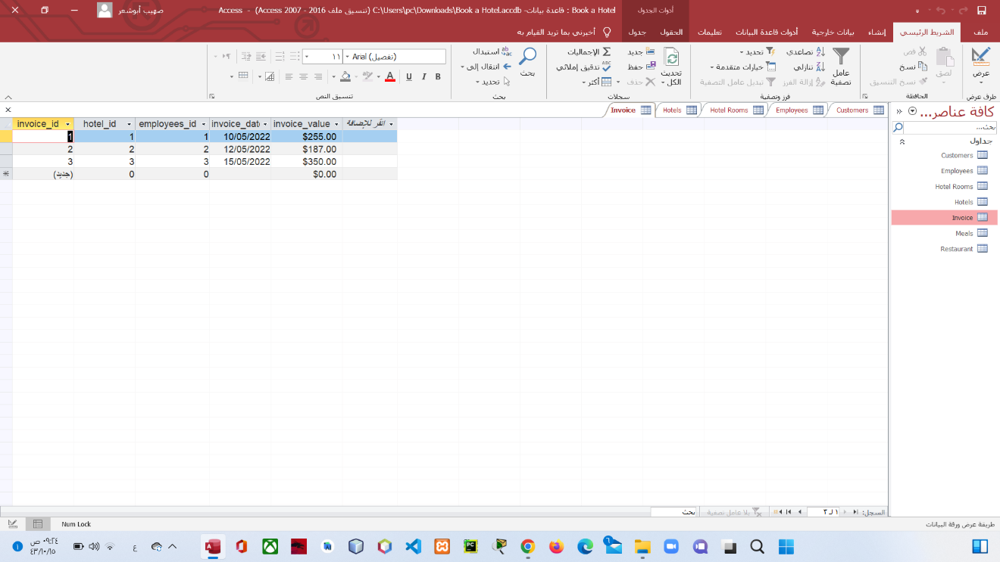 Book a Hotel : قاعدة بيانات- C:\Users\pc\Downloads\Book a Hotel.accdb (تنسيق ملف Access 2007 - 2016) - Access
أدوات الجدول
صهيب أبوشعر
ملف
الشريط الرئيسي
إنشاء
بيانات خارجية
أدوات قاعدة البيانات
تعليمات
الحقول
جدول
أخبرني بما تريد القيام به
عرض
طرق عرض
لصق
قص
نسخ
نسخ التنسيق
الحافظة
عامل تصفية
تصاعدي
تنازلي
إزالة الفرز
تحديد
خيارات متقدمة
تبديل عامل التصفية
فرز وتصفية
تحديث الكل
جديد
حفظ
حذف
الإجماليات
تدقيق إملائي
أكثر
سجلات
بحث
استبدال
انتقال إلى
تحديد
بحث
Arial (تفصيل)
١١
B I U A
تنسيق النص
كافة عناصر...
بحث...
جداول
Customers
Employees
Hotel Rooms
Hotels
Invoice
Meals
Restaurant
Customers
Employees
Hotel Rooms
Hotels
Invoice
invoice_id hotel_id employees_id invoice_date invoice_value انقر للإضافة
1 1 1 10/05/2022 $255.00
2 2 2 12/05/2022 $187.00
3 3 3 15/05/2022 $350.00
(جديد) 0 0 $0.00
السجل:
١ لـ ٣
بلا عامل تصفية
بحث
طريقة عرض ورقة البيانات
Num Lock
٠٩:٢٤ ص
٤٣/١٠/١٥
ع
PC